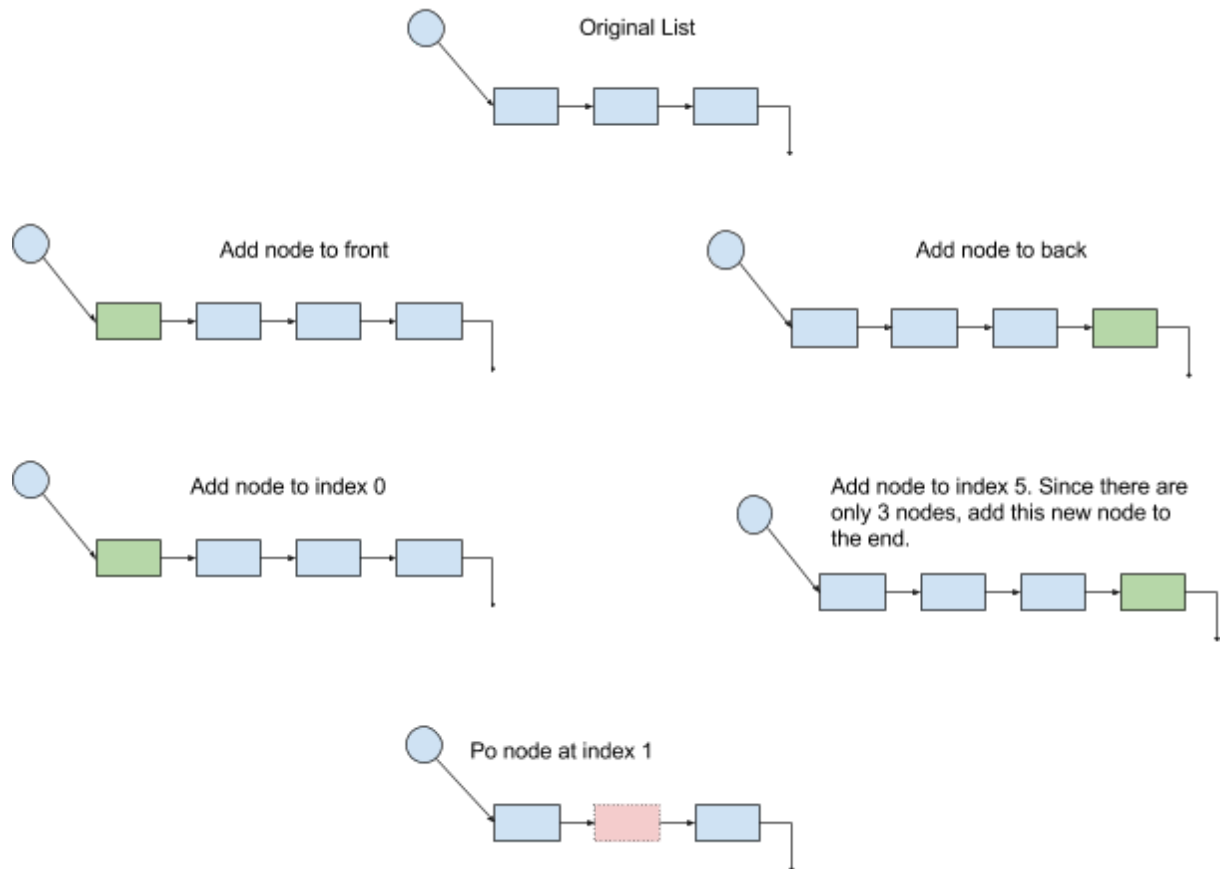 Original List
Add node to front
Add node to back
Add node to index 0
Add node to index 5. Since there are
only 3 nodes, add this new node to
the end.
Po node at index 1